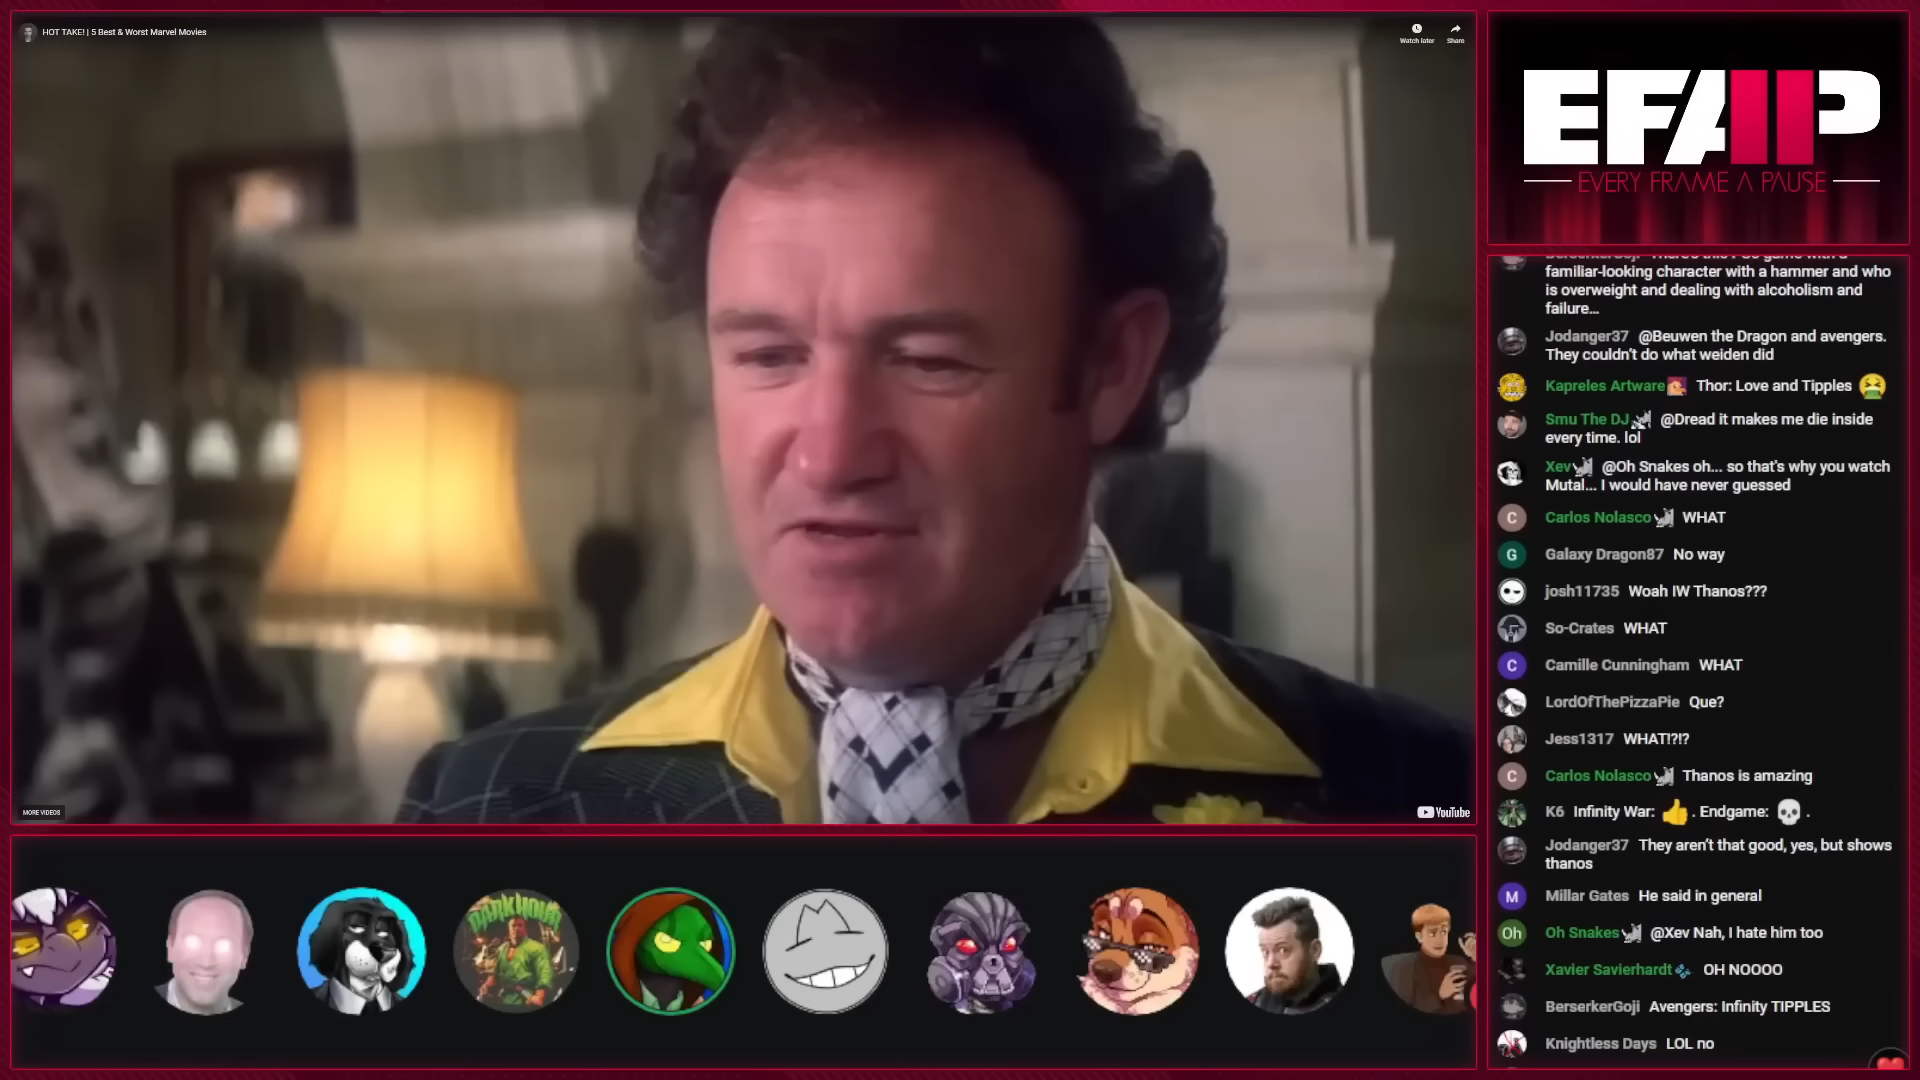 HOT TAKE! | 5 Best & Worst Marvel Movies
Watch later
Share
MORE VIDEOS
YouTube
DARKHOUR
EFAP
EVERY FRAME A PAUSE
familiar-looking character with a hammer and who
is overweight and dealing with alcoholism and
failure...
Jodanger37 @Beuwen the Dragon and avengers.
They couldn't do what weiden did
Kapreles Artware Thor: Love and Tipples 🤮
Smu The DJ @Dread it makes me die inside
every time. lol
Xev @Oh Snakes oh... so that's why you watch
Mutal... I would have never guessed
C
Carlos Nolasco WHAT
G
Galaxy Dragon87 No way
josh11735 Woah IW Thanos???
So-Crates WHAT
C
Camille Cunningham WHAT
LordOfThePizzaPie Que?
Jess1317 WHAT!?!?
C
Carlos Nolasco Thanos is amazing
K6 Infinity War: 👍 . Endgame: 💀 .
Jodanger37 They aren't that good, yes, but shows
thanos
M
Millar Gates He said in general
Oh
Oh Snakes @Xev Nah, I hate him too
Xavier Savierhardt OH NOOOO
BerserkerGoji Avengers: Infinity TIPPLES
Knightless Days LOL no